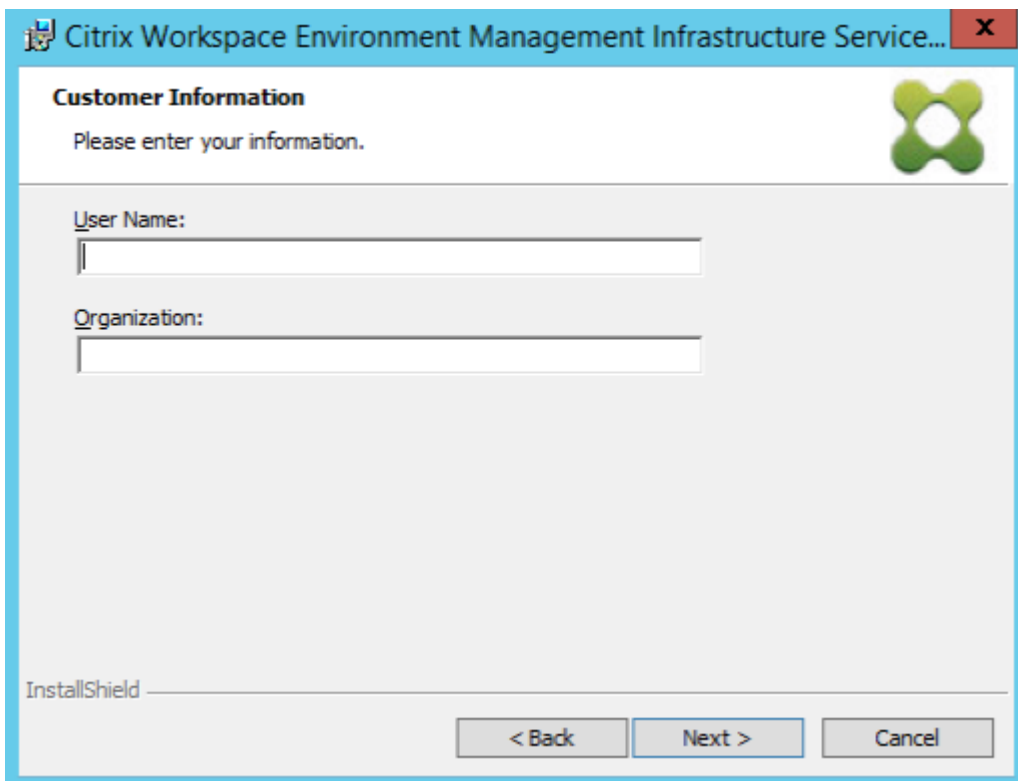 Citrix Workspace Environment Management Infrastructure Service...
x
Customer Information
Please enter your information.
User Name:
Organization:
InstallShield
< Back Next > Cancel